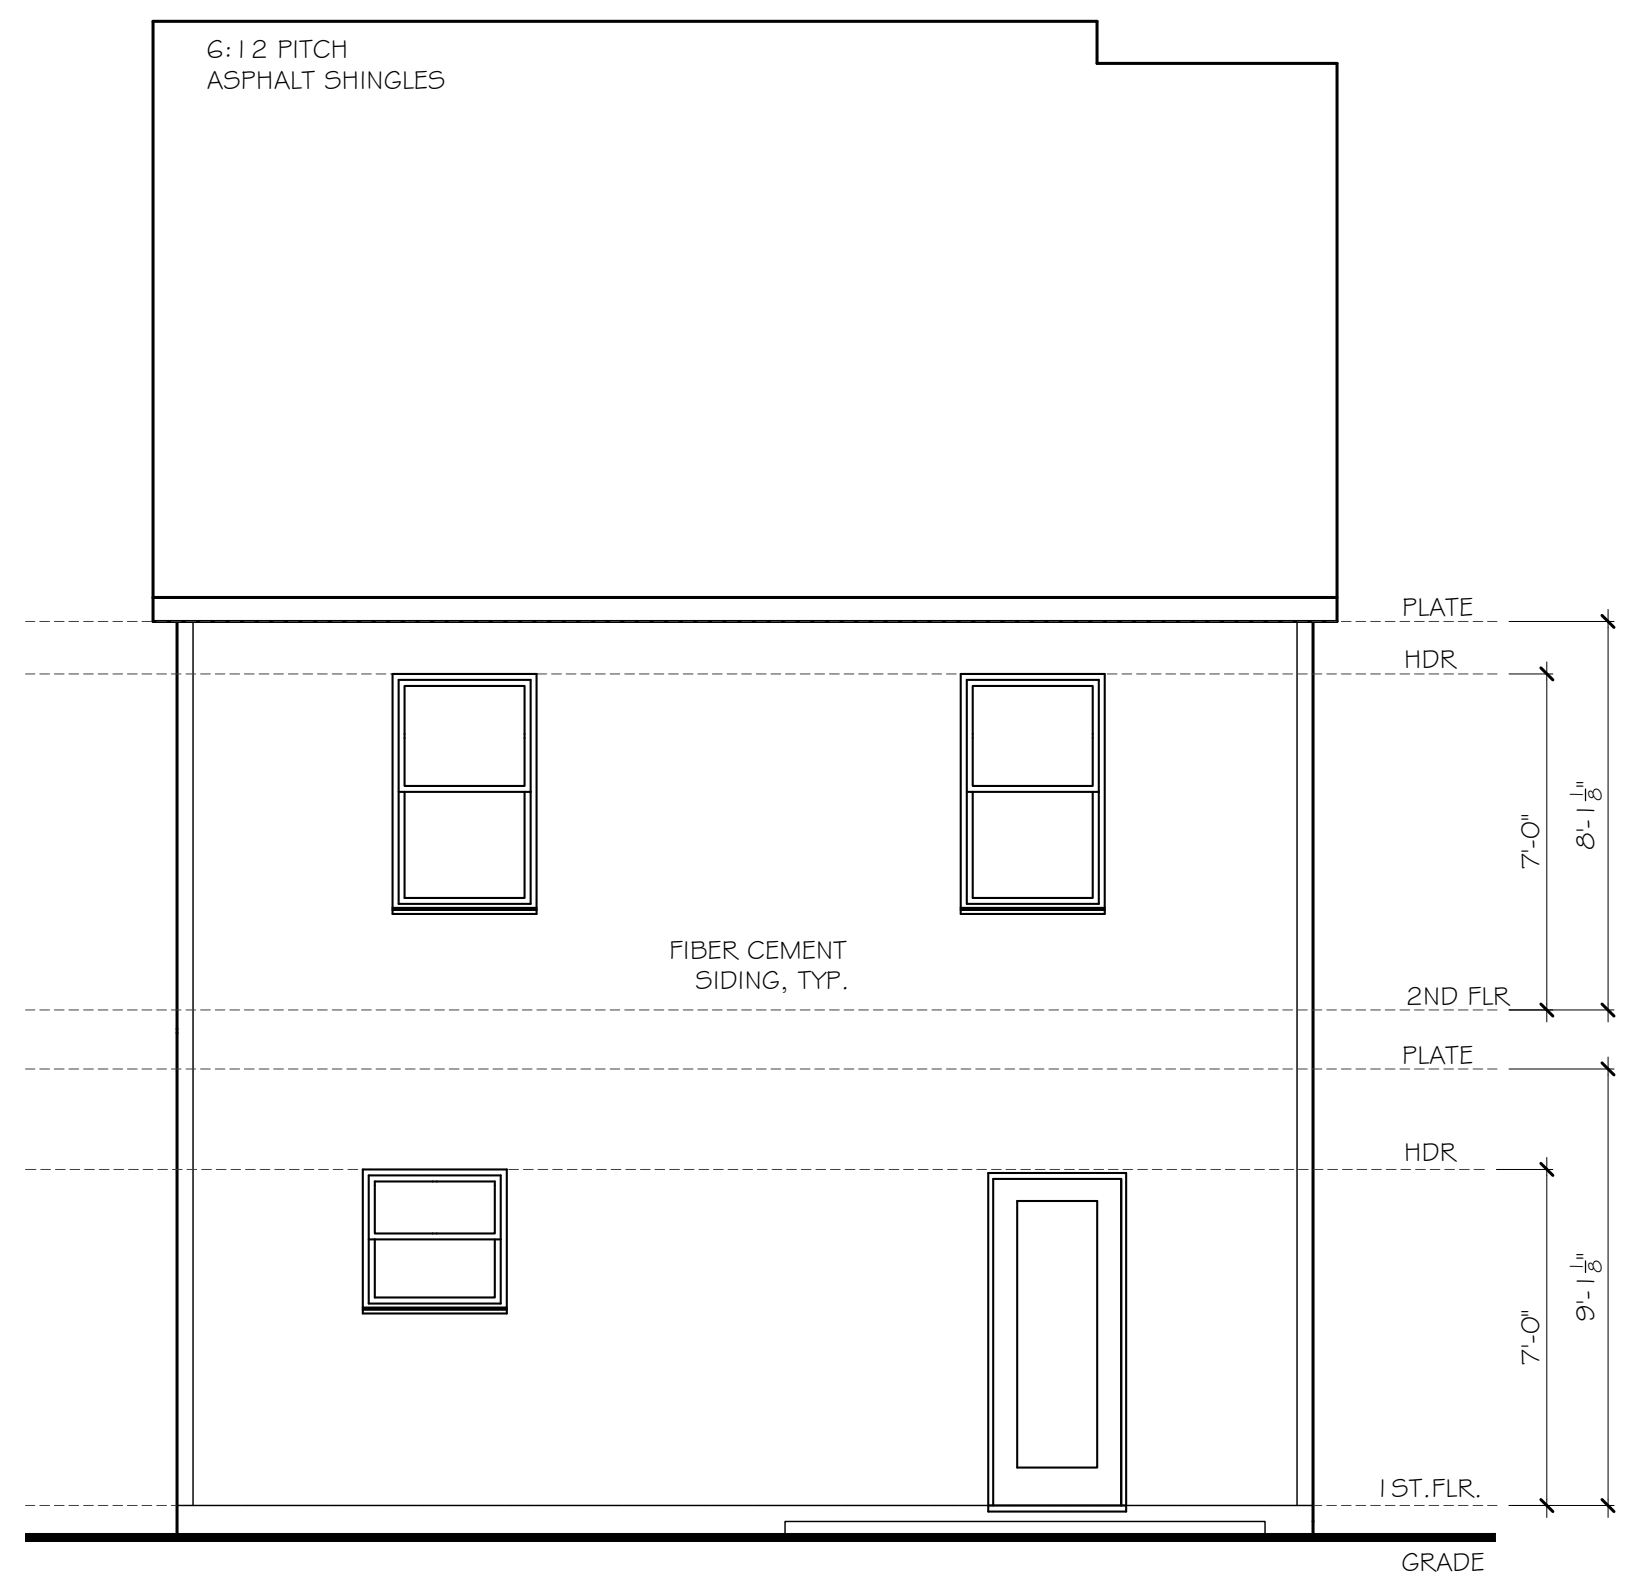 6:12 PITCH
ASPHALT SHINGLES
PLATE
HDR
7'-0"
8'-1 1/8"
FIBER CEMENT
SIDING, TYP.
2ND FLR
PLATE
HDR
7'-0"
9'-1 1/8"
1ST.FLR.
GRADE